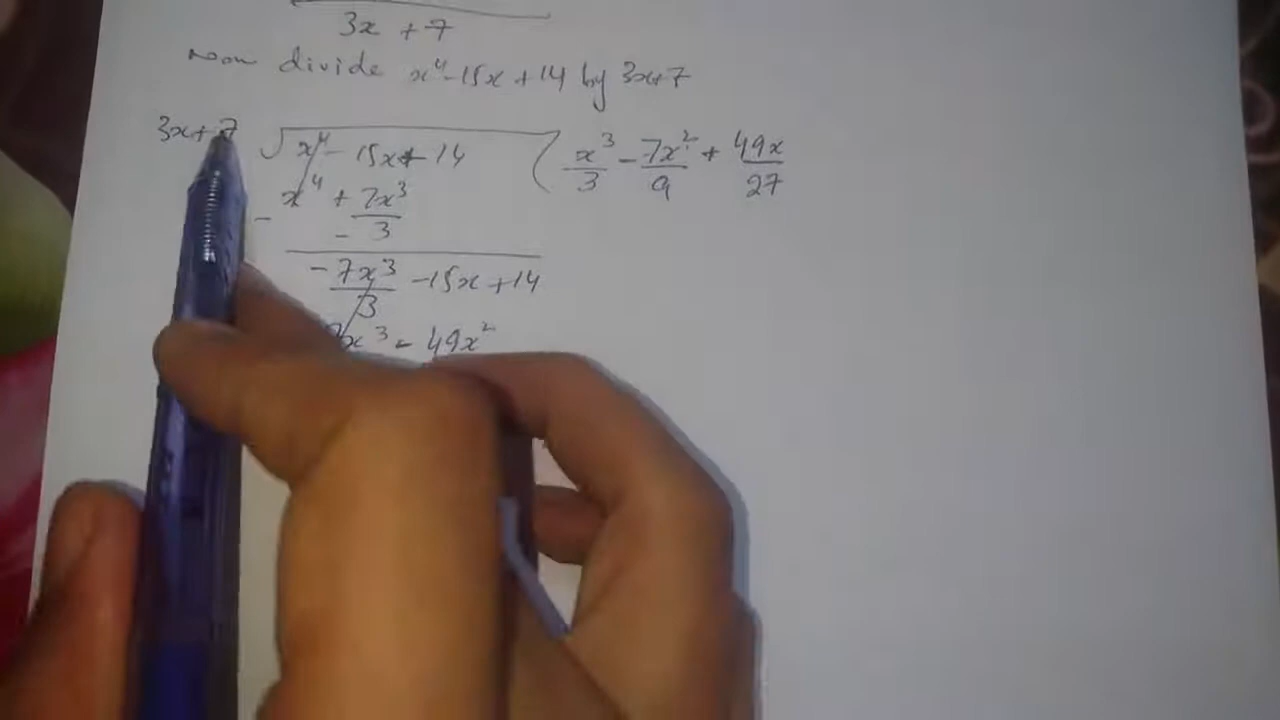 3x + 7
Now divide x⁴ - 15x + 14 by 3x+7
3x+7 √ x⁴ - 15x + 14 ( x³/3 - 7x²/9 + 49x/27
- x⁴ + 7x³/3
-
- 7x³/3 - 15x + 14
x³ - 49x²